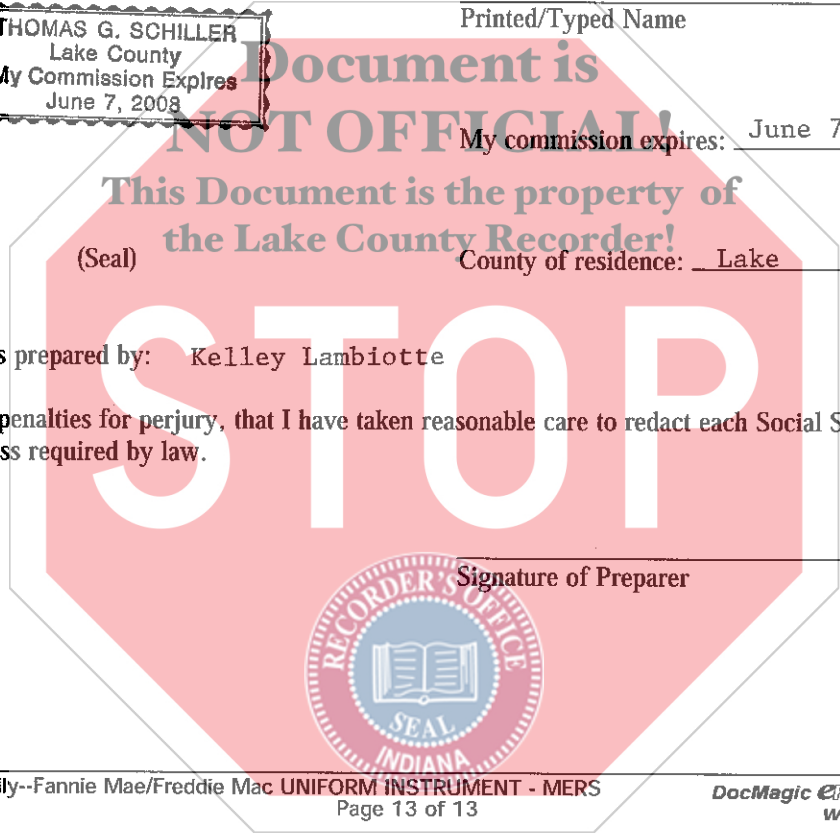 THOMAS G. SCHILLER
Lake County
My Commission Expires
June 7, 2008
Printed/Typed Name
Document is
NOT OFFICIAL!
My commission expires: June 7
This Document is the property of
the Lake County Recorder!
(Seal)
County of residence: Lake
STOP
s prepared by: Kelley Lambiotte
penalties for perjury, that I have taken reasonable care to redact each Social S
ss required by law.
Signature of Preparer
RECORDER'S OFFICE
SEAL
INDIANA
ily--Fannie Mae/Freddie Mac UNIFORM INSTRUMENT - MERS
DocMagic
Page 13 of 13